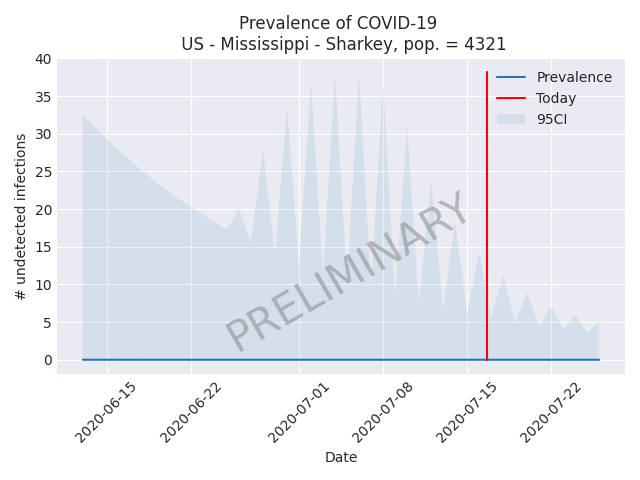 Prevalence of COVID-19
US - Mississippi - Sharkey, pop. = 4321
# undetected infections
40
35
30
25
20
15
10
5
0
Prevalence
Today
95CI
PRELIMINARY
2020-06-15
2020-06-22
2020-07-01
2020-07-08
2020-07-15
2020-07-22
Date